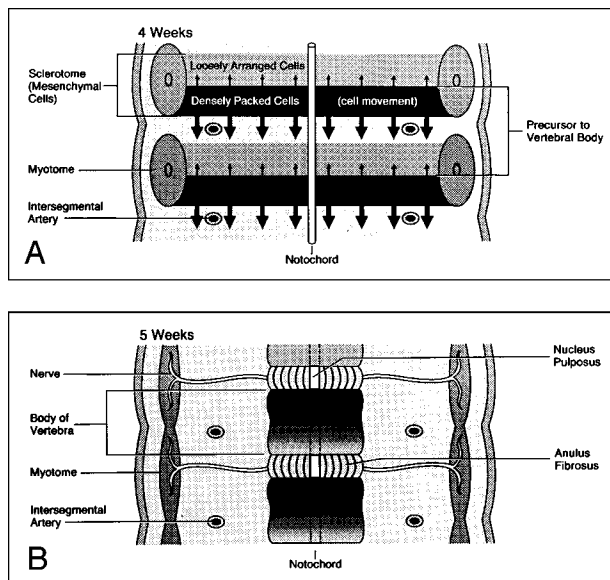 4 Weeks
Loosely Arranged Cells
Sclerotome
(Mesenchymal
Cells)
Densely Packed Cells
(cell movement)
Precursor to
Vertebral Body
Myotome
Intersegmental
Artery
Notochord
A
5 Weeks
Nucleus
Pulposus
Nerve
Body of
Vertebra
Anulus
Fibrosus
Myotome
Intersegmental
Artery
Notochord
B